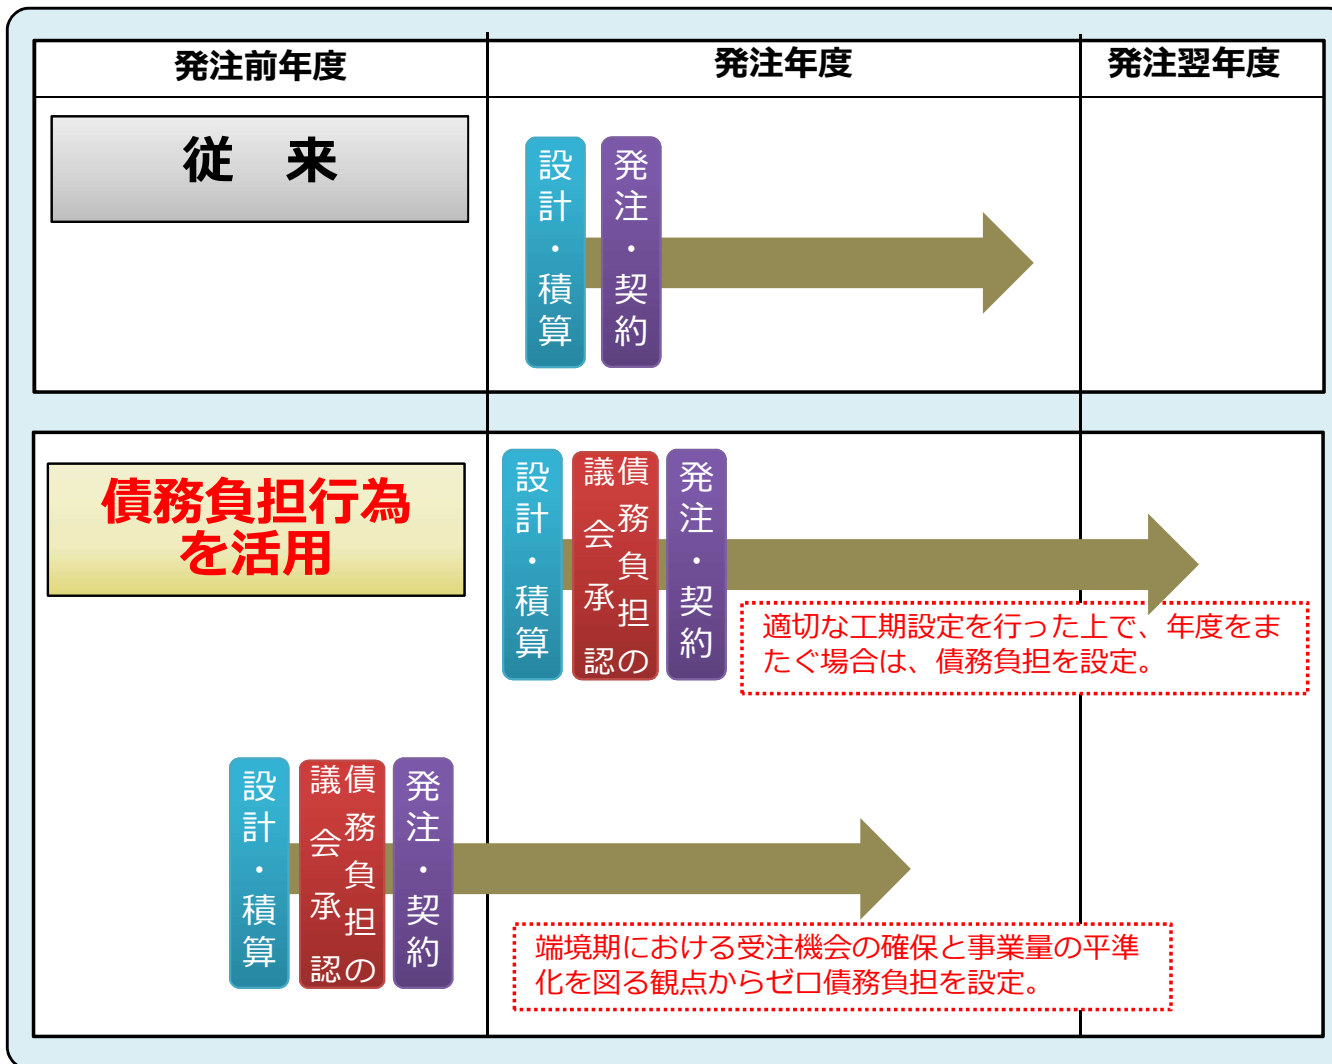 発注前年度
発注年度
発注翌年度
従　来
設計・積算
発注・契約
債務負担行為
を活用
設計・積算
債務負担の
議会承認
発注・契約
適切な工期設定を行った上で、年度をま
たぐ場合は、債務負担を設定。
設計・積算
債務負担の
議会承認
発注・契約
端境期における受注機会の確保と事業量の平準
化を図る観点からゼロ債務負担を設定。